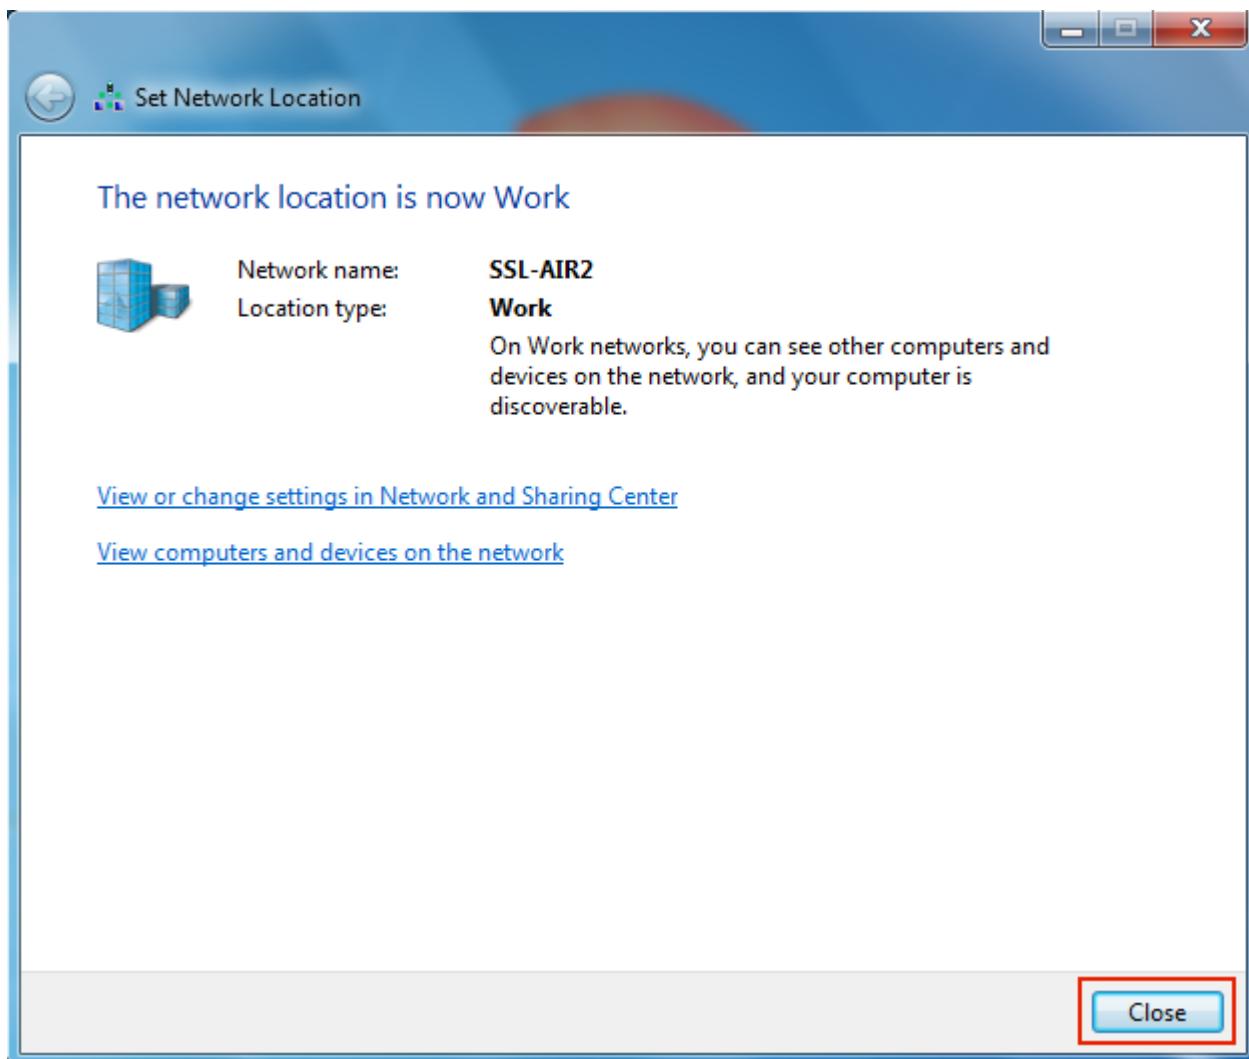 Set Network Location
The network location is now Work
Network name: SSL-AIR2
Location type: Work
On Work networks, you can see other computers and
devices on the network, and your computer is
discoverable.
View or change settings in Network and Sharing Center
View computers and devices on the network
Close